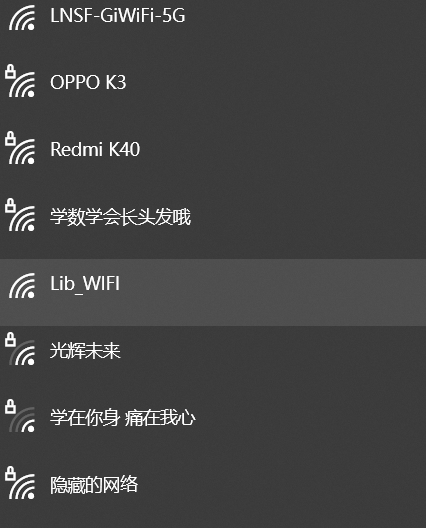 LNSF-GiWiFi-5G
OPPO K3
Redmi K40
学数学会长头发哦
Lib_WIFI
光辉未来
学在你身 痛在我心
隐藏的网络